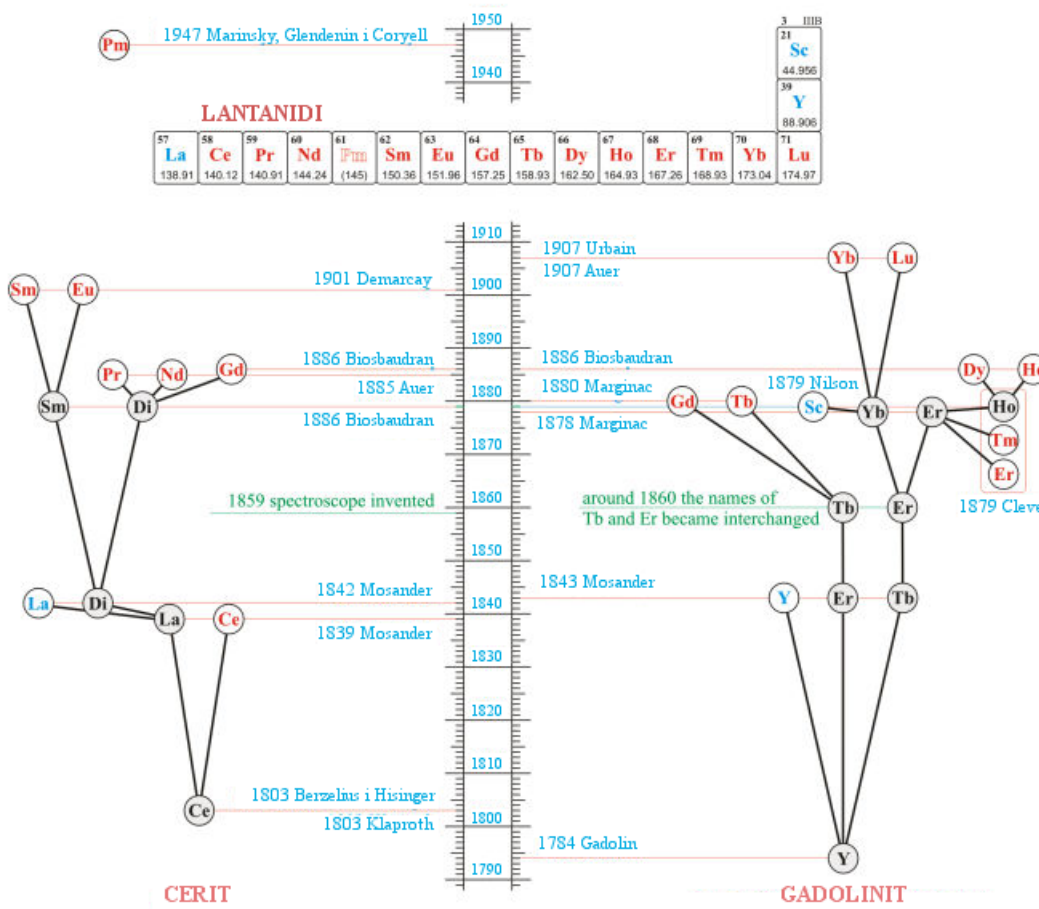 1950
1947 Marinsky, Glendenin i Coryell
Pm
1940
3 IIIB
21
Sc
44.956
39
Y
88.906
LANTANIDI
57 58 59 60 61 62 63 64 65 66 67 68 69 70 71
La Ce Pr Nd Pm Sm Eu Gd Tb Dy Ho Er Tm Yb Lu
138.91 140.12 140.91 144.24 (145) 150.36 151.96 157.25 158.93 162.50 164.93 167.26 168.93 173.04 174.97
1910
1907 Urbain
Yb Lu
1907 Auer
Sm Eu
1901 Demarcay
1900
1890
1886 Biosbaudran
1886 Biosbaudran
Pr Nd Gd
Dy Ho
1885 Auer
1880 Marginac
1879 Nilson
1880
Sm Di
Gd Tb Sc Yb Er Ho
1886 Biosbaudran
1878 Marginac
Tm
1870
Er
1859 spectroscope invented
around 1860 the names of
Tb and Er became interchanged
1879 Cleve
1860
Tb Er
1850
1842 Mosander
1843 Mosander
La Di
Y Er Tb
1840
La Ce
1839 Mosander
1830
1820
1810
1803 Berzelius i Hisinger
Ce
1803 Klaproth
1800
1784 Gadolin
Y
1790
CERIT
GADOLINIT